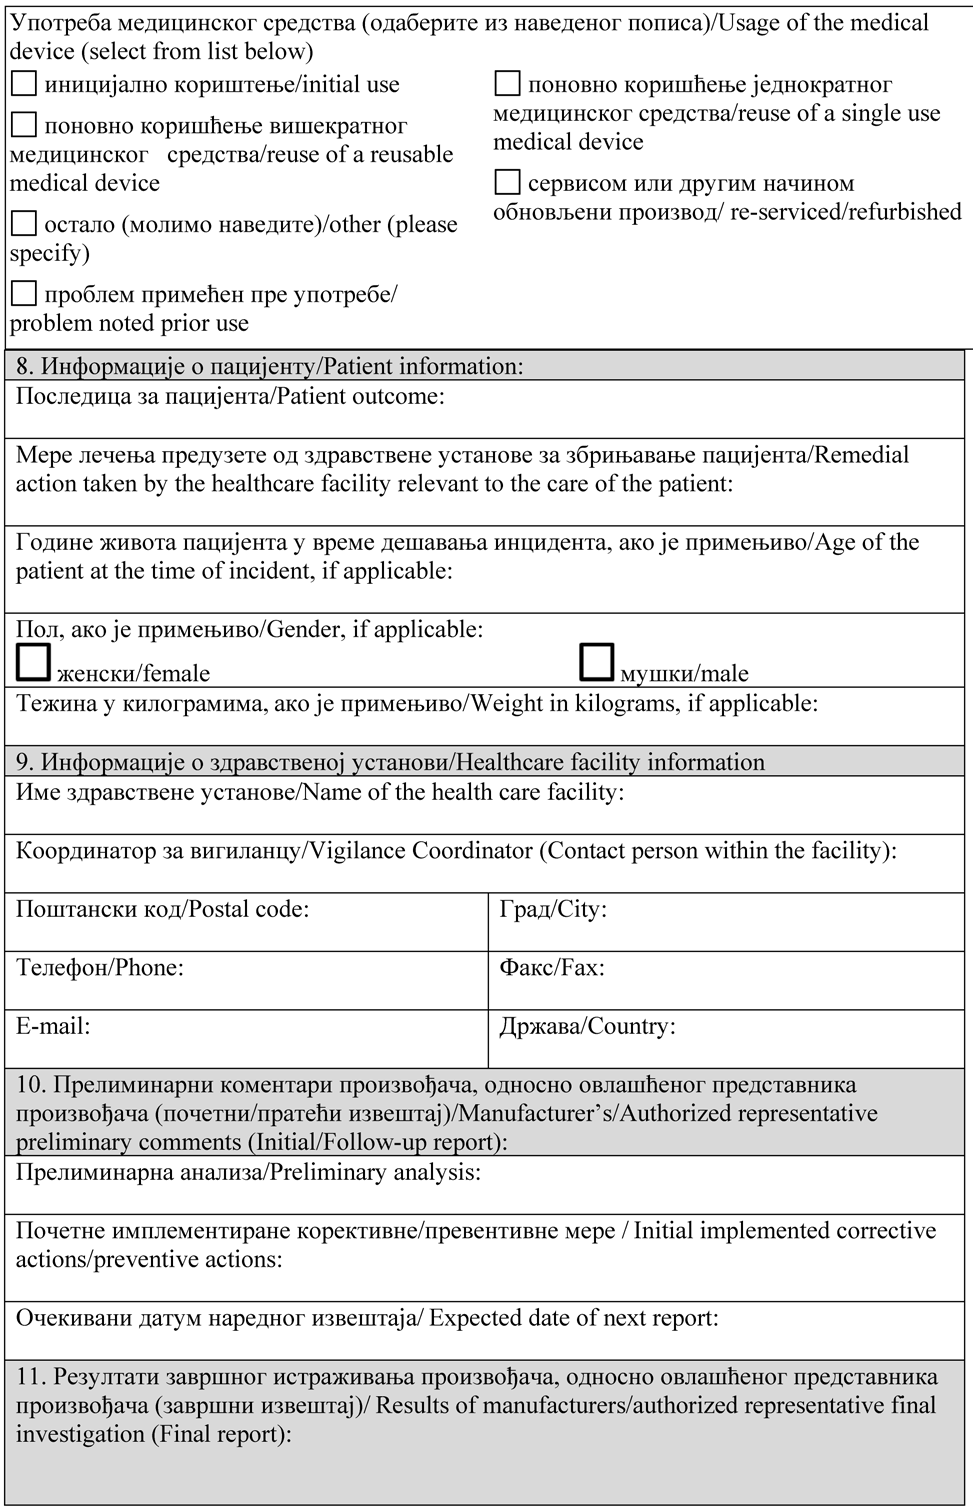 Употреба медицинског средства (одаберите из наведеног пописа)/Usage of the medical
device (select from list below)
иницијално кориштење/initial use
поновно коришћење вишекратног
медицинског средства/reuse of a reusable
medical device
остало (молимо наведите)/other (please
specify)
проблем примећен пре употребе/
problem noted prior use
поновно коришћење једнократног
медицинског средства/reuse of a single use
medical device
сервисом или другим начином
обновљени производ/ re-serviced/refurbished
8. Информације о пацијенту/Patient information:
Последица за пацијента/Patient outcome:
Мере лечења предузете од здравствене установе за збрињавање пацијента/Remedial
action taken by the healthcare facility relevant to the care of the patient:
Године живота пацијента у време дешавања инцидента, ако је примењиво/Age of the
patient at the time of incident, if applicable:
Пол, ако је примењиво/Gender, if applicable:
женски/female
мушки/male
Тежина у килограмима, ако је примењиво/Weight in kilograms, if applicable:
9. Информације о здравственој установи/Healthcare facility information
Име здравствене установе/Name of the health care facility:
Координатор за вигиланцу/Vigilance Coordinator (Contact person within the facility):
Поштански код/Postal code:
Град/City:
Телефон/Phone:
Факс/Fax:
E-mail:
Држава/Country:
10. Прелиминарни коментари произвођача, односно овлашћеног представника
произвођача (почетни/пратећи извештај)/Manufacturer’s/Authorized representative
preliminary comments (Initial/Follow-up report):
Прелиминарна анализа/Preliminary analysis:
Почетне имплементиране корективне/превентивне мере / Initial implemented corrective
actions/preventive actions:
Очекивани датум наредног извештаја/ Expected date of next report:
11. Резултати завршног истраживања произвођача, односно овлашћеног представника
произвођача (завршни извештај)/ Results of manufacturers/authorized representative final
investigation (Final report):